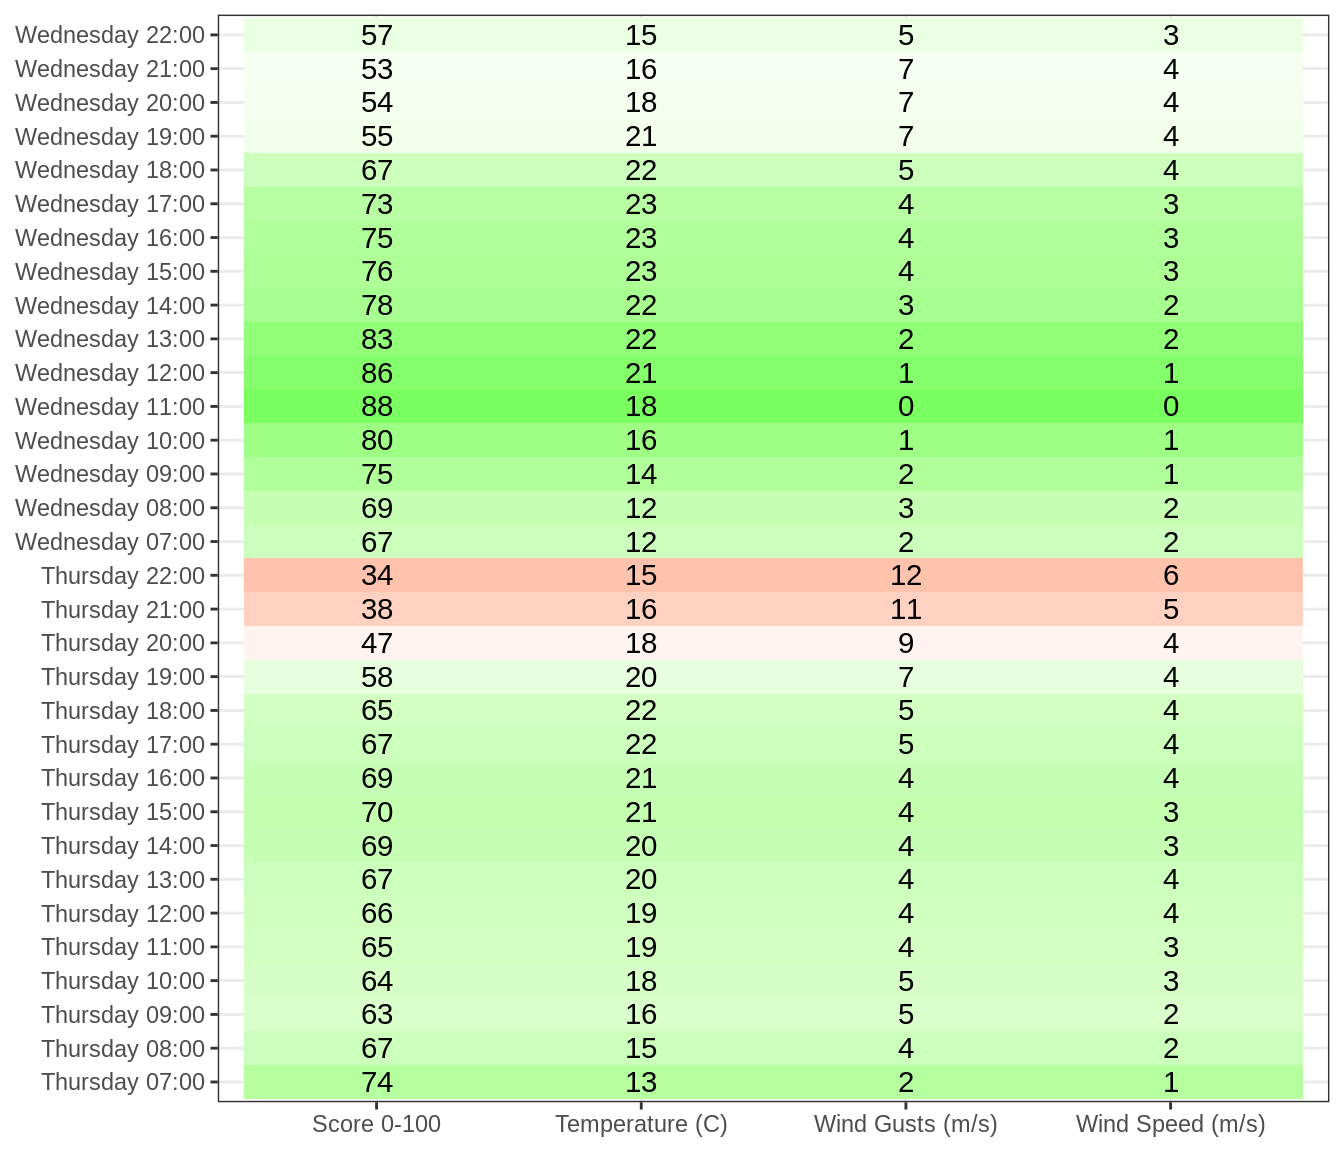 Wednesday 22:00 57 15 5 3
Wednesday 21:00 53 16 7 4
Wednesday 20:00 54 18 7 4
Wednesday 19:00 55 21 7 4
Wednesday 18:00 67 22 5 4
Wednesday 17:00 73 23 4 3
Wednesday 16:00 75 23 4 3
Wednesday 15:00 76 23 4 3
Wednesday 14:00 78 22 3 2
Wednesday 13:00 83 22 2 2
Wednesday 12:00 86 21 1 1
Wednesday 11:00 88 18 0 0
Wednesday 10:00 80 16 1 1
Wednesday 09:00 75 14 2 1
Wednesday 08:00 69 12 3 2
Wednesday 07:00 67 12 2 2
Thursday 22:00 34 15 12 6
Thursday 21:00 38 16 11 5
Thursday 20:00 47 18 9 4
Thursday 19:00 58 20 7 4
Thursday 18:00 65 22 5 4
Thursday 17:00 67 22 5 4
Thursday 16:00 69 21 4 4
Thursday 15:00 70 21 4 3
Thursday 14:00 69 20 4 3
Thursday 13:00 67 20 4 4
Thursday 12:00 66 19 4 4
Thursday 11:00 65 19 4 3
Thursday 10:00 64 18 5 3
Thursday 09:00 63 16 5 2
Thursday 08:00 67 15 4 2
Thursday 07:00 74 13 2 1
Score 0-100 Temperature (C) Wind Gusts (m/s) Wind Speed (m/s)